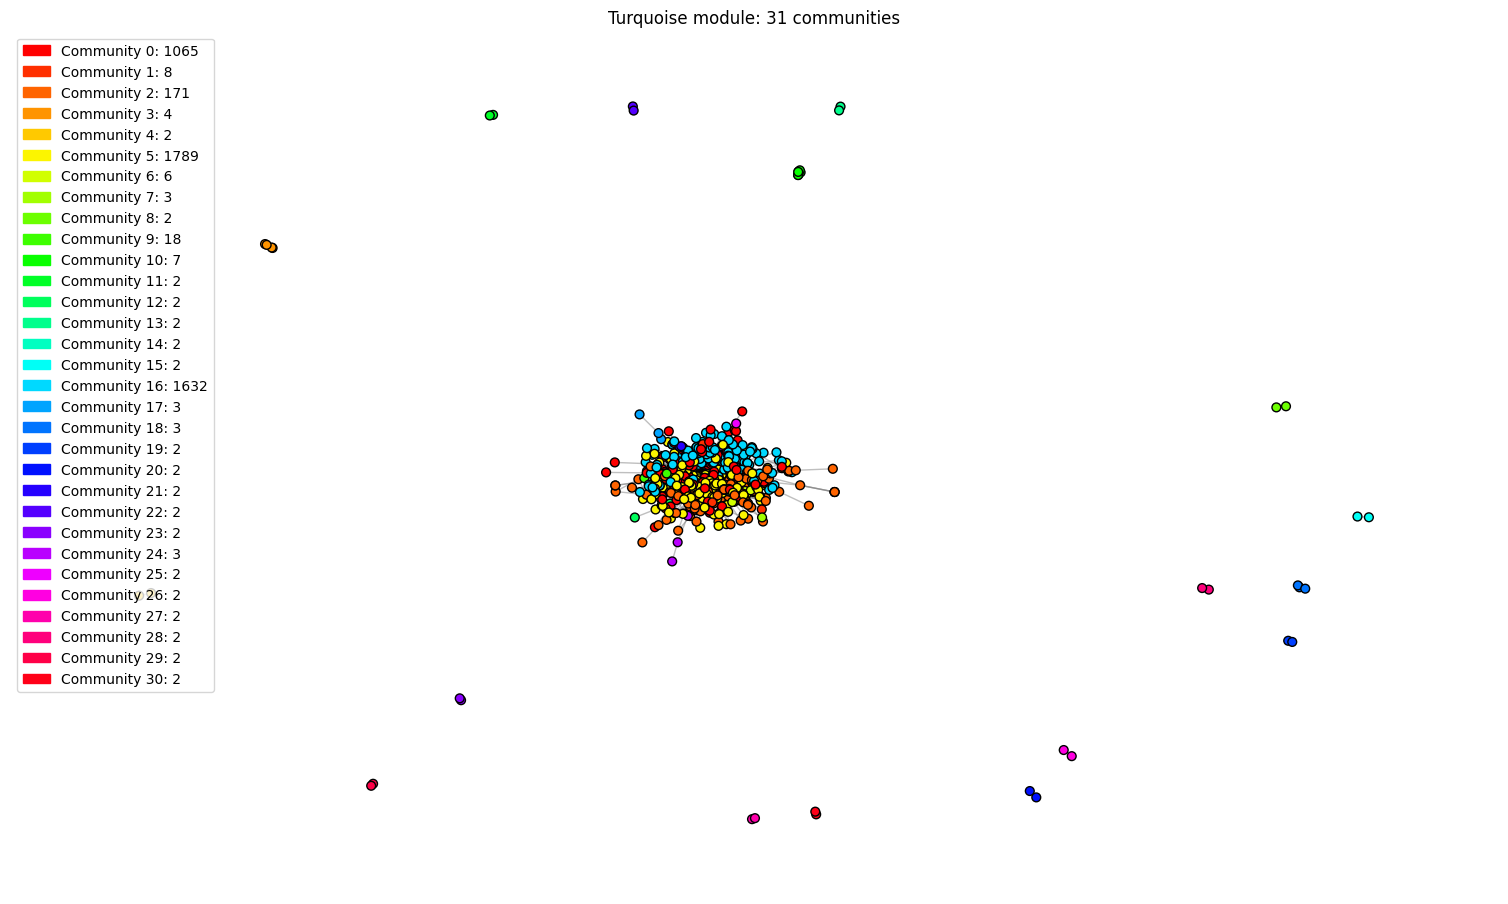 Turquoise module: 31 communities
Community 0: 1065
Community 1: 8
Community 2: 171
Community 3: 4
Community 4: 2
Community 5: 1789
Community 6: 6
Community 7: 3
Community 8: 2
Community 9: 18
Community 10: 7
Community 11: 2
Community 12: 2
Community 13: 2
Community 14: 2
Community 15: 2
Community 16: 1632
Community 17: 3
Community 18: 3
Community 19: 2
Community 20: 2
Community 21: 2
Community 22: 2
Community 23: 2
Community 24: 3
Community 25: 2
Community 26: 2
Community 27: 2
Community 28: 2
Community 29: 2
Community 30: 2